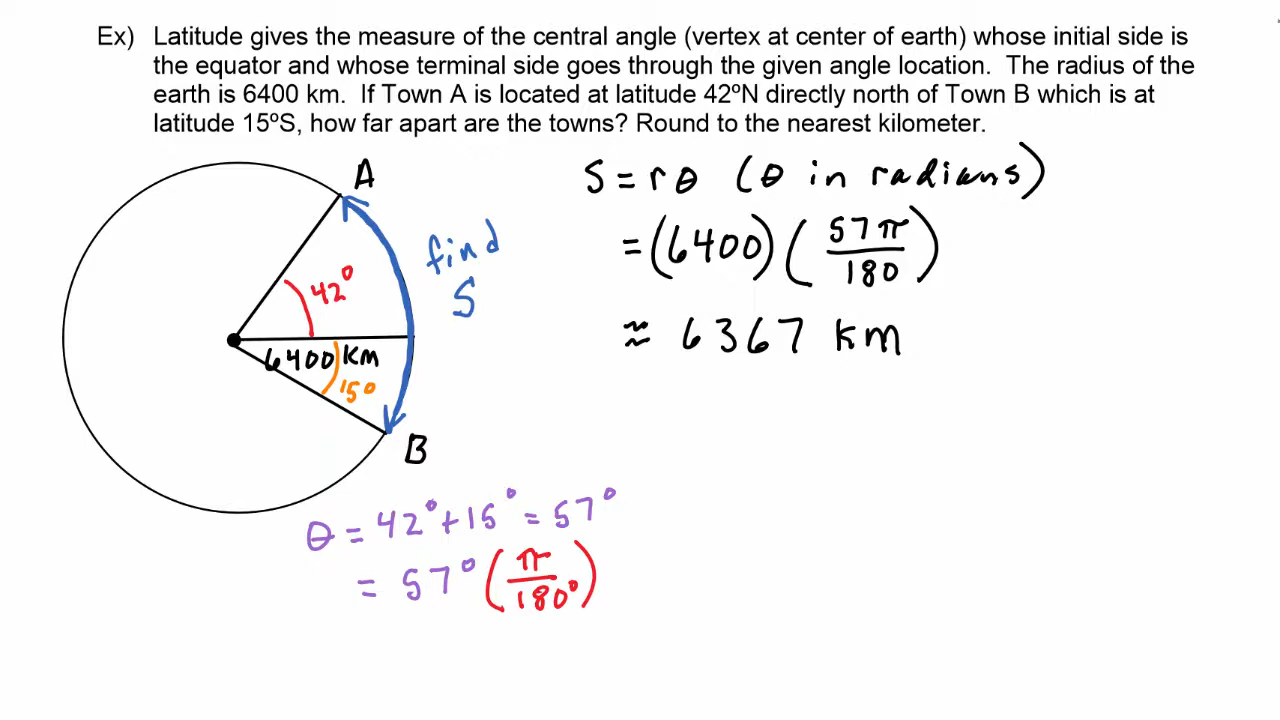 Ex) Latitude gives the measure of the central angle (vertex at center of earth) whose initial side is
the equator and whose terminal side goes through the given angle location. The radius of the
earth is 6400 km. If Town A is located at latitude 42ºN directly north of Town B which is at
latitude 15ºS, how far apart are the towns? Round to the nearest kilometer.
A
42°
6400 KM
15°
B
find
S
S = rθ (θ in radians)
= (6400) (57π/180)
≈ 6367 km
θ = 42° + 15° = 57°
= 57° (π/180°)